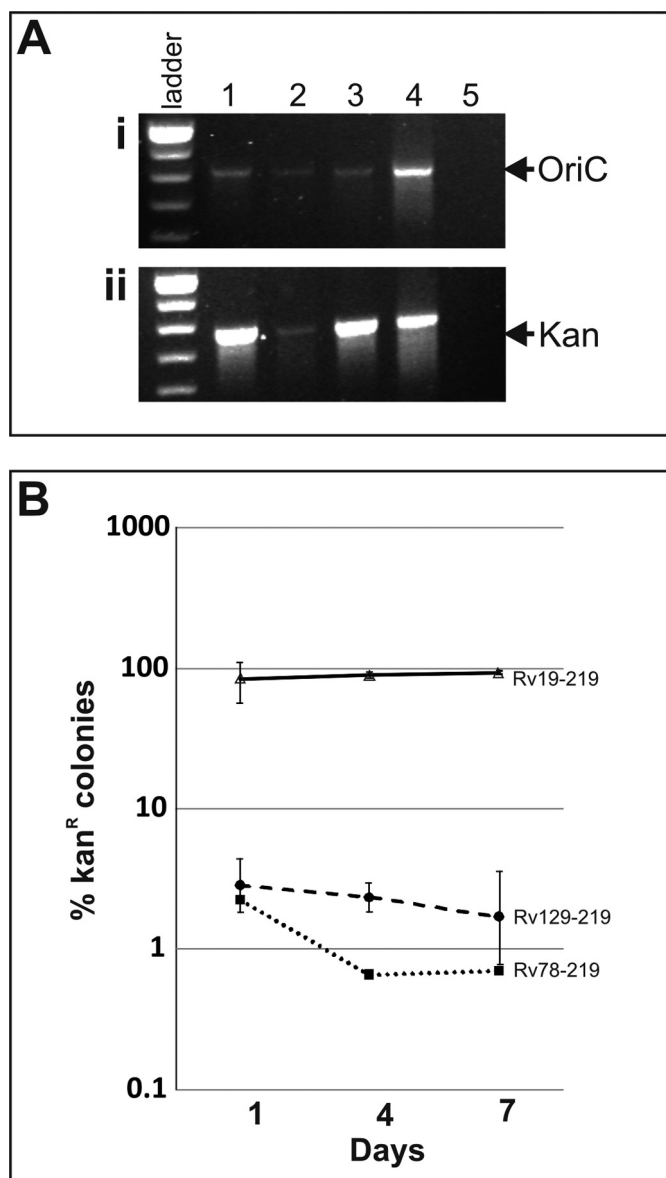 A
ladder
1 2 3 4 5
i
OriC
ii
Kan
B
1000
100
10
1
0.1
% kanᴿ colonies
Rv19-219
Rv129-219
Rv78-219
1 4 7
Days